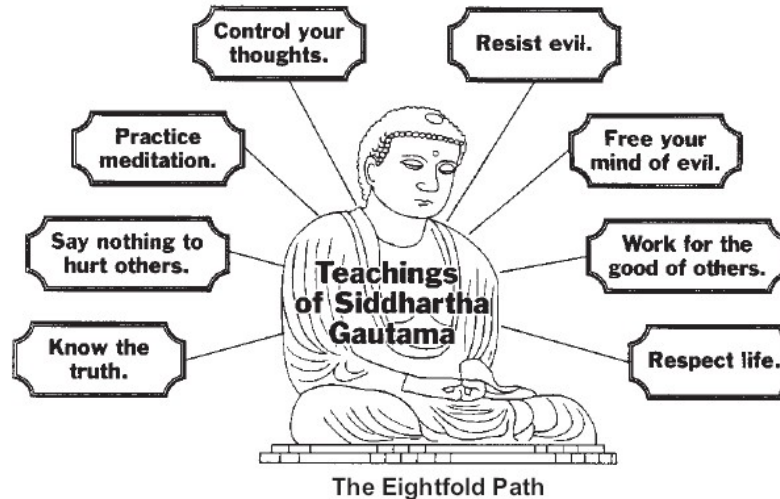 Control your
thoughts.
Resist evil.
Practice
meditation.
Free your
mind of evil.
Say nothing to
hurt others.
Work for the
good of others.
Teachings
of Siddhartha
Gautama
Know the
truth.
Respect life.
The Eightfold Path